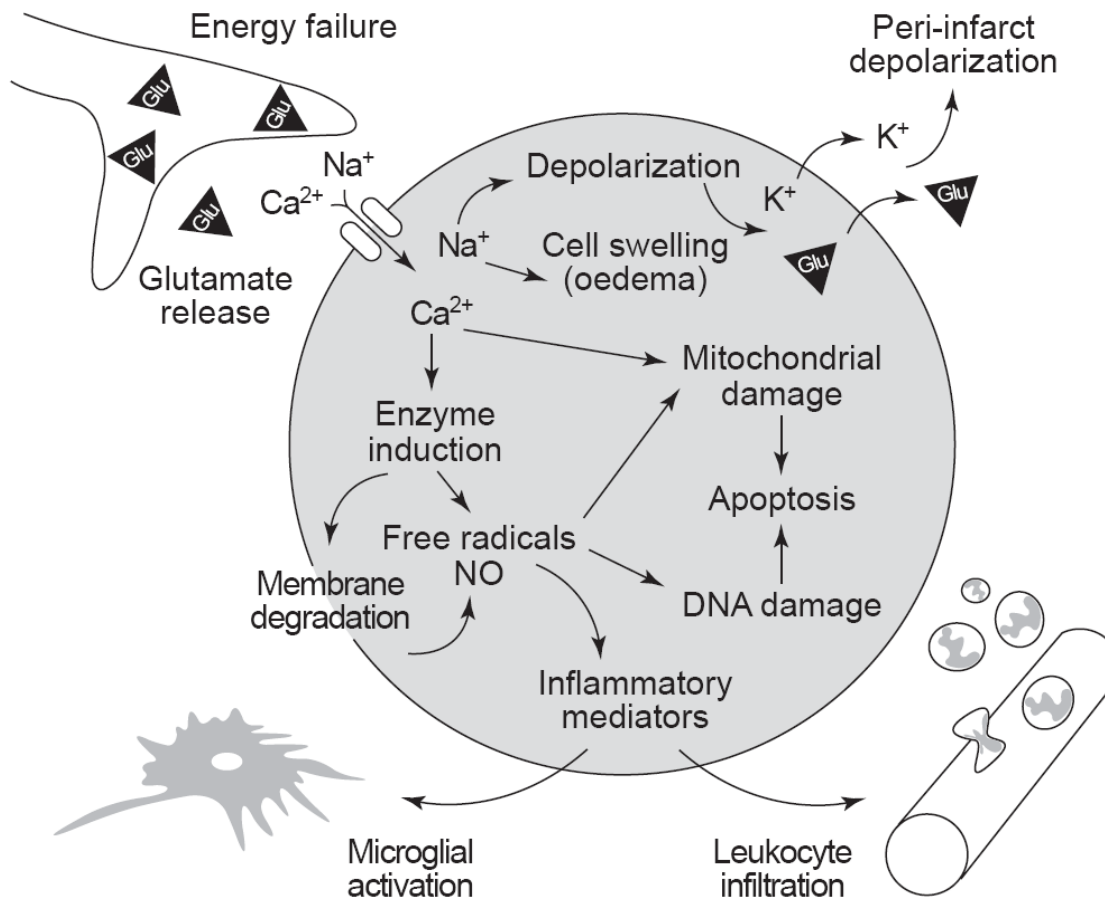 Energy failure
Peri-infarct
depolarization
Glu
Glu
Glu
Na⁺
Ca²⁺
Glu
Glutamate
release
Depolarization
K⁺
K⁺
Glu
Glu
Na⁺
Cell swelling
(oedema)
Ca²⁺
Mitochondrial
damage
Enzyme
induction
Apoptosis
Free radicals
NO
Membrane
degradation
DNA damage
Inflammatory
mediators
Microglial
activation
Leukocyte
infiltration